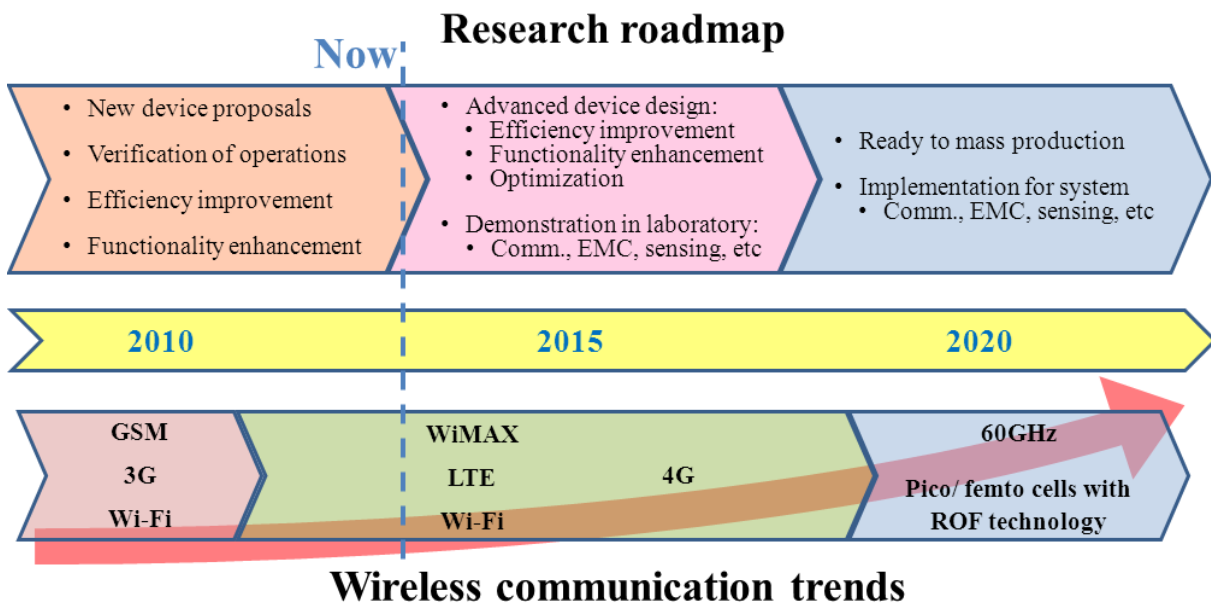 Research roadmap
Now
• New device proposals
• Verification of operations
• Efficiency improvement
• Functionality enhancement
• Advanced device design:
• Efficiency improvement
• Functionality enhancement
• Optimization
• Demonstration in laboratory:
• Comm., EMC, sensing, etc
• Ready to mass production
• Implementation for system
• Comm., EMC, sensing, etc
2010
2015
2020
GSM
3G
Wi-Fi
WiMAX
LTE
Wi-Fi
4G
60GHz
Pico/ femto cells with
ROF technology
Wireless communication trends